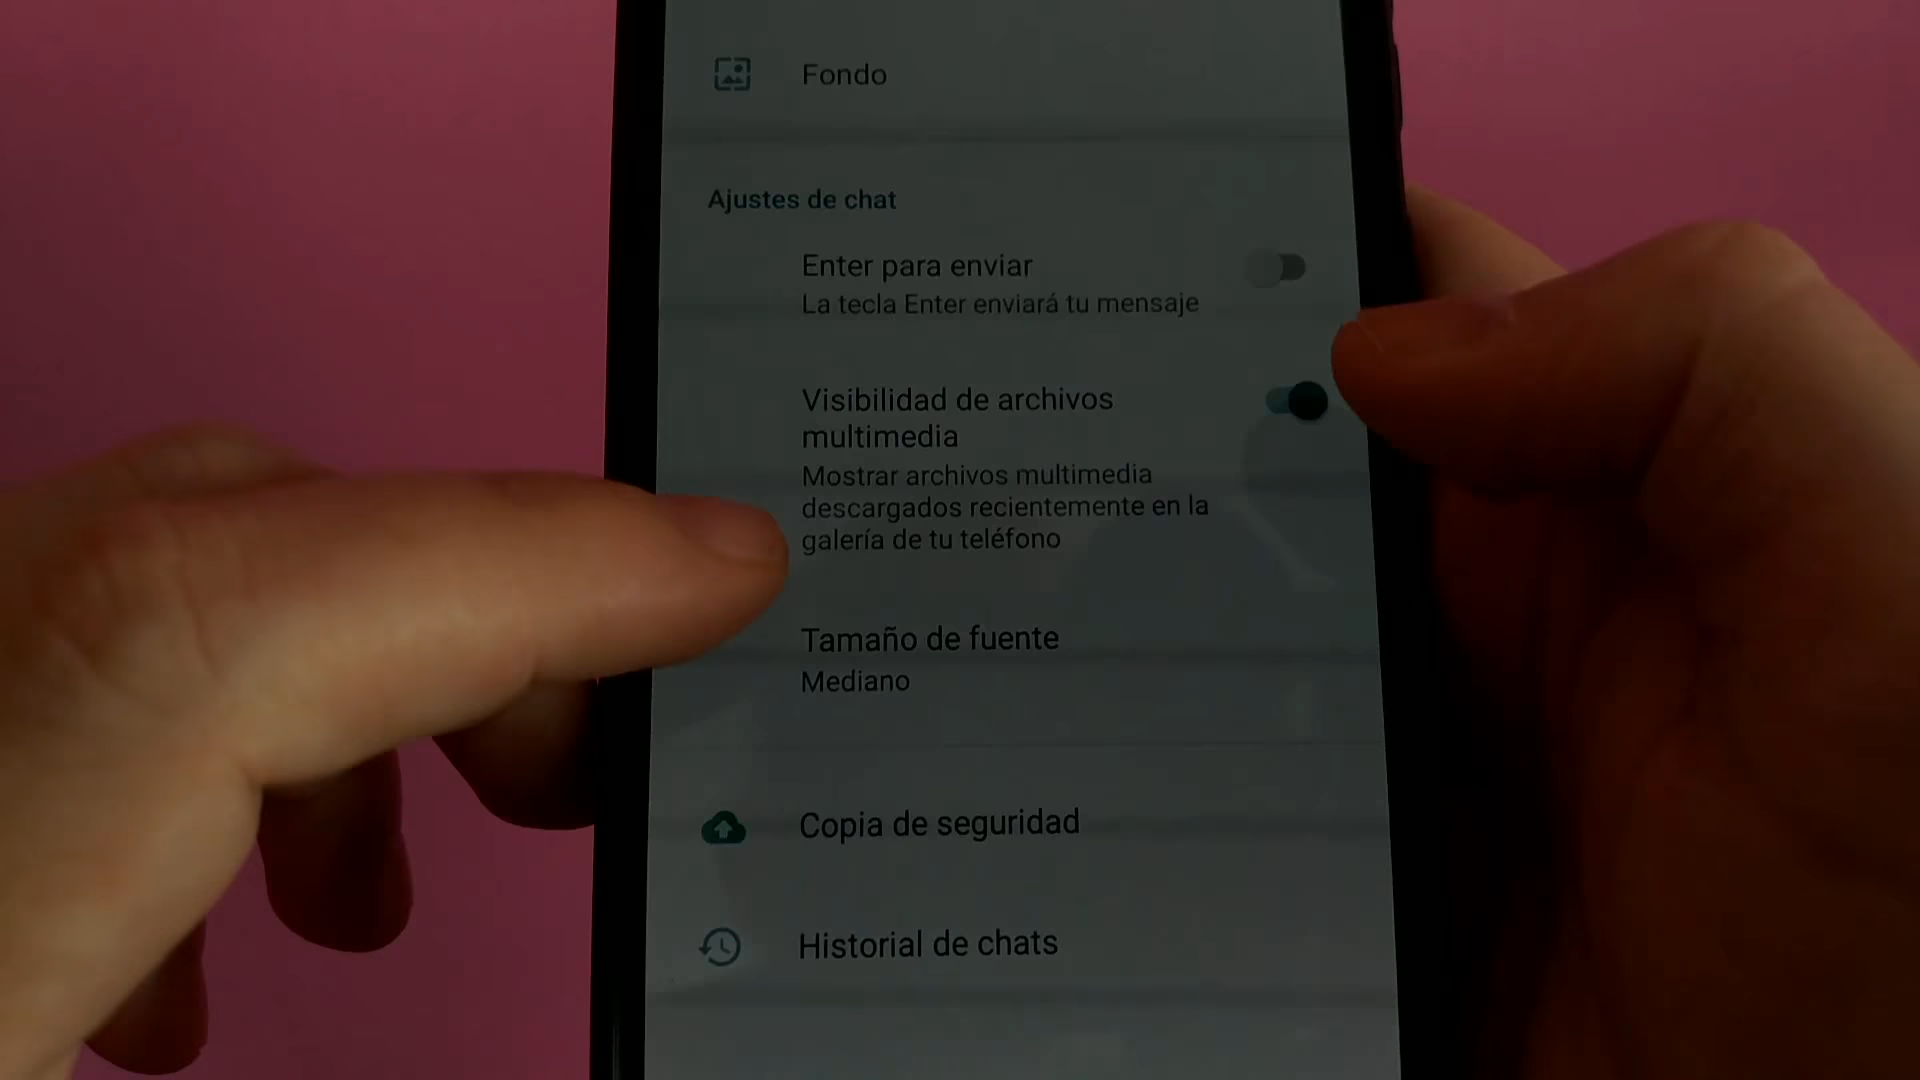 Fondo
Ajustes de chat
Enter para enviar
La tecla Enter enviará tu mensaje
Visibilidad de archivos
multimedia
Mostrar archivos multimedia
descargados recientemente en la
galería de tu teléfono
Tamaño de fuente
Mediano
Copia de seguridad
Historial de chats